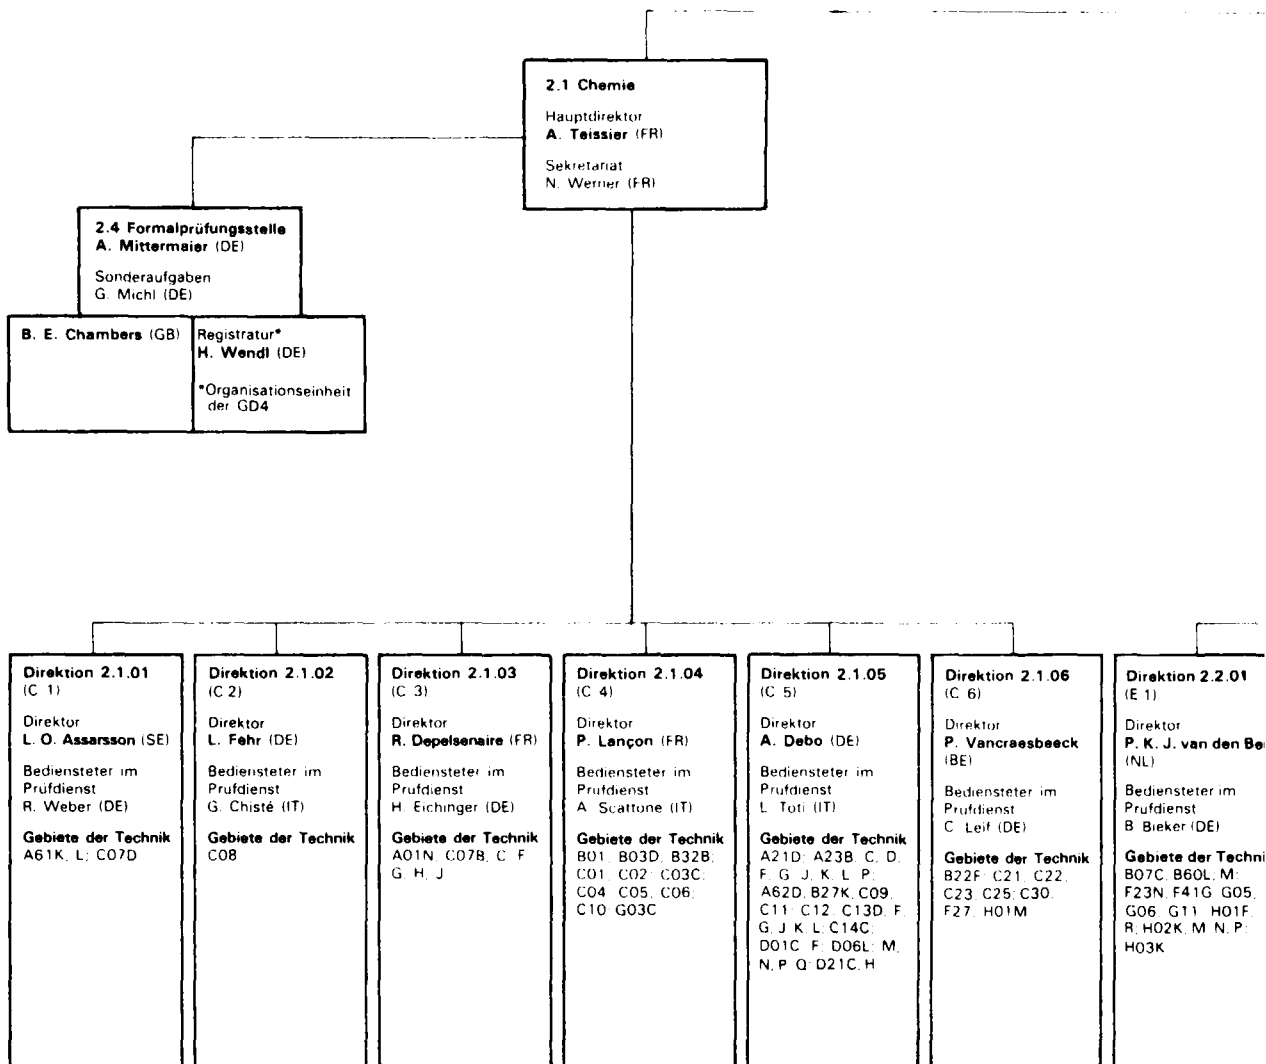 2.1 Chemie
Hauptdirektor
A. Teissier (FR)
Sekretariat
N. Werner (FR)
2.4 Formalprüfungsstelle
A. Mittermaier (DE)
Sonderaufgaben
G. Michl (DE)
B. E. Chambers (GB)
Registratur*
H. Wendl (DE)
*Organisationseinheit
der GD4
Direktion 2.1.01
(C 1)
Direktor
L. O. Assarsson (SE)
Bediensteter im
Prüfdienst
R. Weber (DE)
Gebiete der Technik
A61K, L; C07D
Direktion 2.1.02
(C 2)
Direktor
L. Fehr (DE)
Bediensteter im
Prüfdienst
G. Chisté (IT)
Gebiete der Technik
C08
Direktion 2.1.03
(C 3)
Direktor
R. Depelsenaire (FR)
Bediensteter im
Prüfdienst
H. Eichinger (DE)
Gebiete der Technik
A01N, C07B, C, F,
G, H, J
Direktion 2.1.04
(C 4)
Direktor
P. Lançon (FR)
Bediensteter im
Prüfdienst
A. Scattone (IT)
Gebiete der Technik
B01, B03D, B32B;
C01, C02, C03C;
C04, C05, C06;
C10, G03C
Direktion 2.1.05
(C 5)
Direktor
A. Debo (DE)
Bediensteter im
Prüfdienst
L. Toti (IT)
Gebiete der Technik
A21D; A23B, C, D,
F, G, J, K, L, P;
A62D, B27K, C09,
C11, C12, C13D, F,
G, J, K, L; C14C;
D01C, F; D06L; M,
N, P, Q; D21C, H
Direktion 2.1.06
(C 6)
Direktor
P. Vancraesbeeck
(BE)
Bediensteter im
Prüfdienst
C. Leif (DE)
Gebiete der Technik
B22F; C21, C22,
C23, C25; C30,
F27, H01M
Direktion 2.2.01
(E 1)
Direktor
P. K. J. van den Be
(NL)
Bediensteter im
Prüfdienst
B. Bieker (DE)
Gebiete der Techni
B07C, B60L; M;
F23N, F41G, G05,
G06, G11, H01F,
R; H02K, M, N, P;
H03K